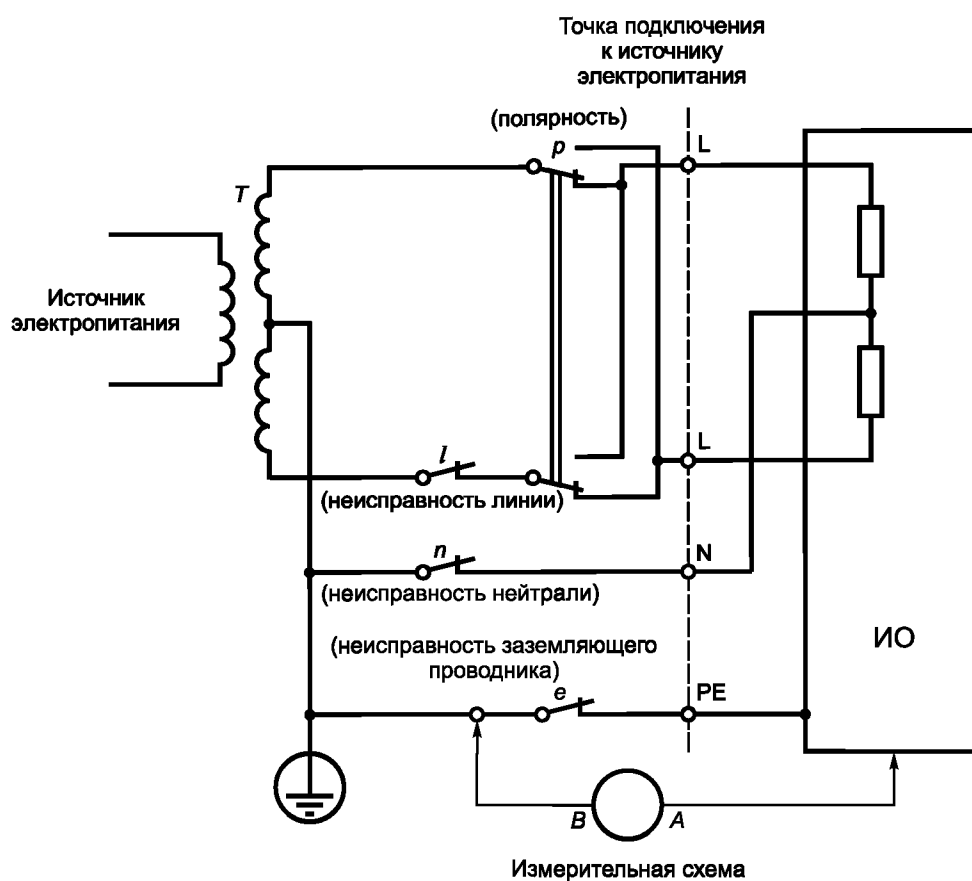 Точка подключения
к источнику
электропитания
(полярность)
p
L
T
Источник
электропитания
L
l
(неисправность линии)
n
N
(неисправность нейтрали)
ИО
(неисправность заземляющего
проводника)
e
PE
B
A
Измерительная схема